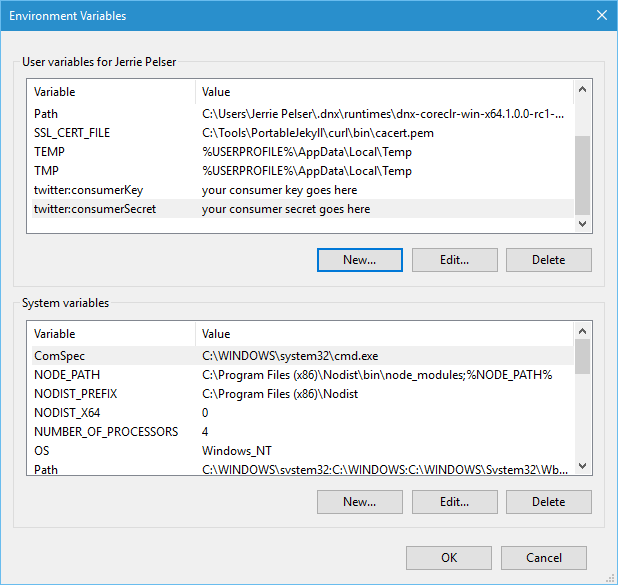 Environment Variables
User variables for Jerrie Pelser
Variable Value
Path C:\Users\Jerrie Pelser\.dnx\runtimes\dnx-coreclr-win-x64.1.0.0-rc1-...
SSL_CERT_FILE C:\Tools\PortableJekyll\curl\bin\cacert.pem
TEMP %USERPROFILE%\AppData\Local\Temp
TMP %USERPROFILE%\AppData\Local\Temp
twitter:consumerKey your consumer key goes here
twitter:consumerSecret your consumer secret goes here
New... Edit... Delete
System variables
Variable Value
ComSpec C:\WINDOWS\system32\cmd.exe
NODE_PATH C:\Program Files (x86)\Nodist\bin\node_modules;%NODE_PATH%
NODIST_PREFIX C:\Program Files (x86)\Nodist
NODIST_X64 0
NUMBER_OF_PROCESSORS 4
OS Windows_NT
Path C:\WINDOWS\system32;C:\WINDOWS;C:\WINDOWS\System32\Wb...
New... Edit... Delete
OK Cancel